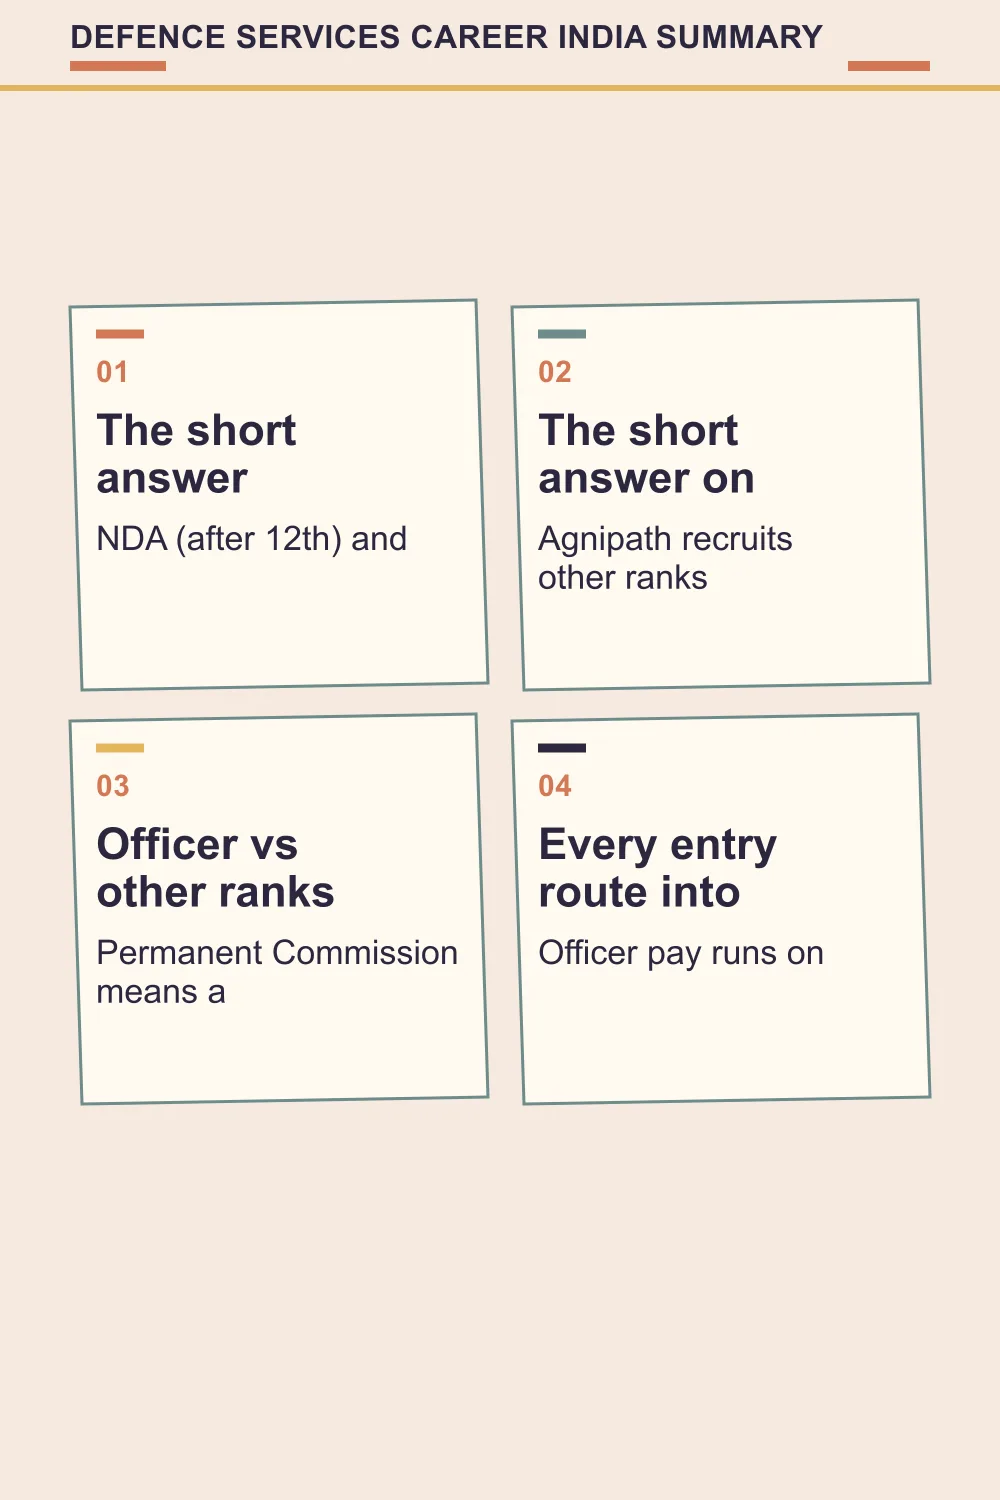 DEFENCE SERVICES CAREER INDIA SUMMARY
01
The short
answer
NDA (after 12th) and
02
The short
answer on
Agnipath recruits
other ranks
03
Officer vs
other ranks
Permanent Commission
means a
04
Every entry
route into
Officer pay runs on